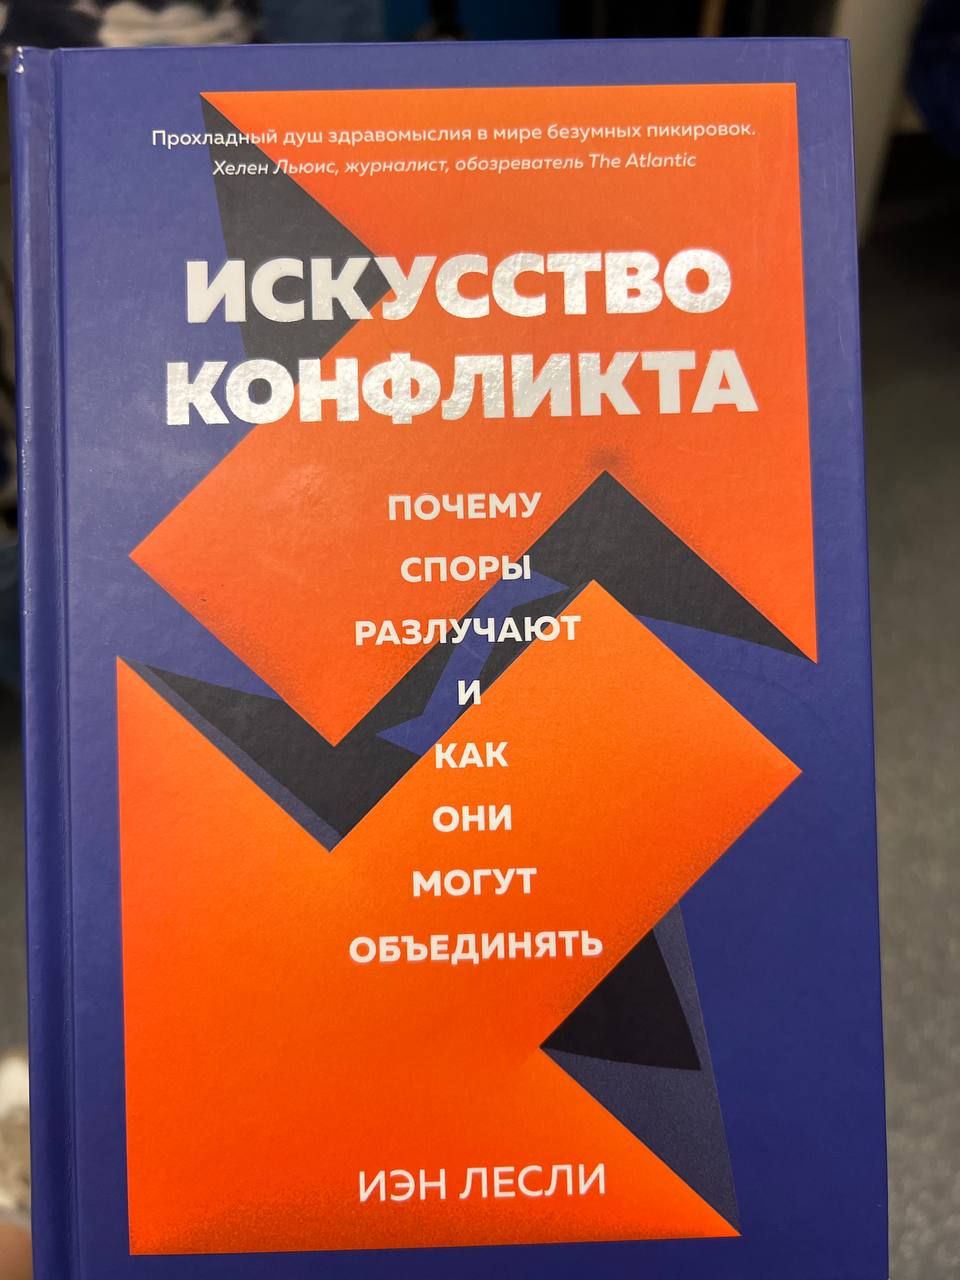 Прохладный душ здравомыслия в мире безумных пикировок.
Хелен Льюис, журналист, обозреватель The Atlantic
ИСКУССТВО
КОНФЛИКТА
ПОЧЕМУ
СПОРЫ
РАЗЛУЧАЮТ
И
КАК
ОНИ
МОГУТ
ОБЪЕДИНЯТЬ
ИЭН ЛЕСЛИ